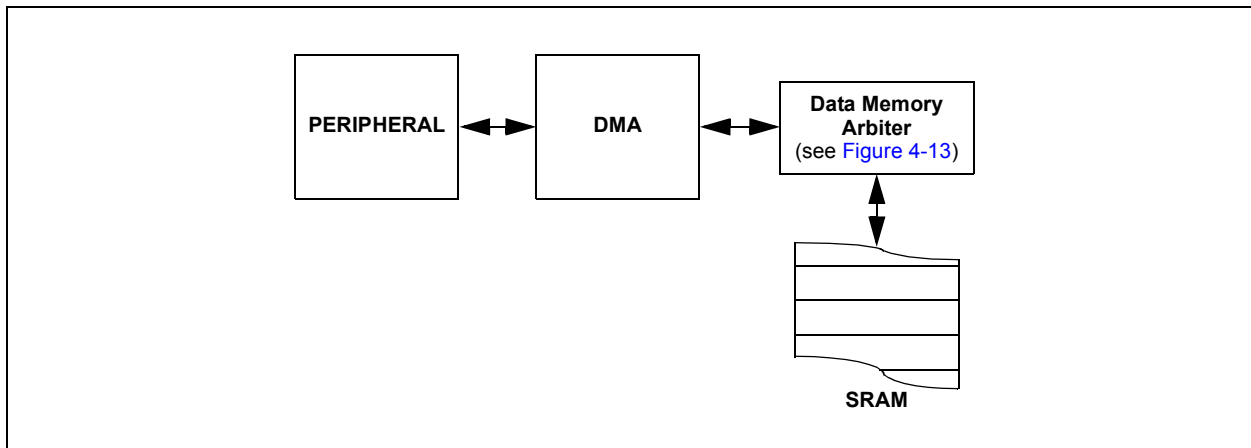 PERIPHERAL
DMA
Data Memory
Arbiter
(see Figure 4-13)
SRAM